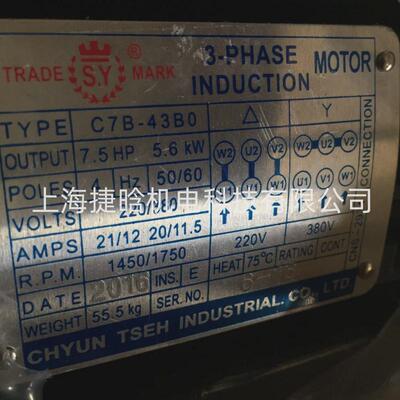 TRADE S.Y ® MARK
3-PHASE INDUCTION MOTOR
TYPE C7B-43B0
OUTPUT 7.5 HP 5.6 kW
POLES 4 Hz 50/60
VOLTS 220/380
AMPS 21/12 20/11.5
R.P.M. 1450/1750
DATE 2016 INS. E HEAT 75℃ RATING CONT
WEIGHT 55.5 kg SER. NO.
△ Y
W2 U2 V2 W2 U2 V2
U1 V1 W1 U1 V1 W1
220V 380V
CONNECTION
CHYUN TSEH INDUSTRIAL. CO., LTD
上海捷晗机电科技有限公司